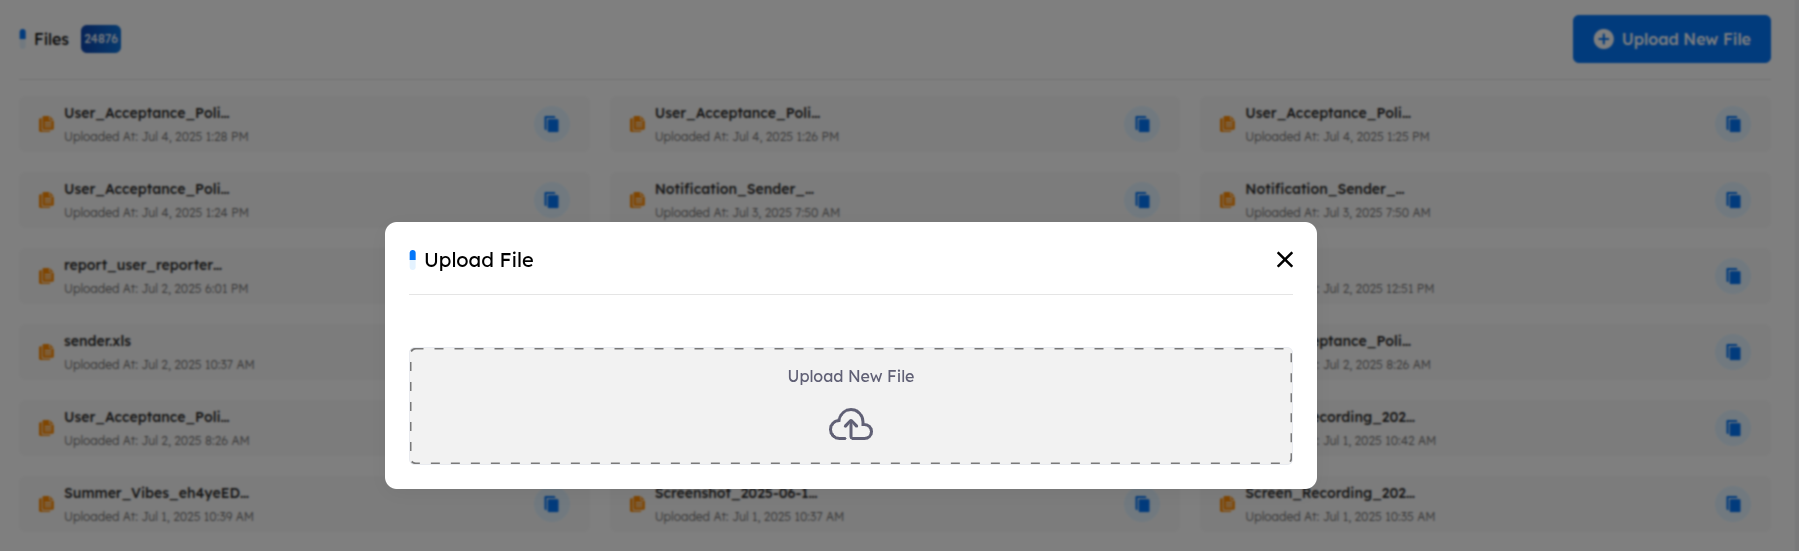 Files 24876 Upload New File
User_Acceptance_Poli... User_Acceptance_Poli... User_Acceptance_Poli...
Uploaded At: Jul 4, 2025 1:28 PM Uploaded At: Jul 4, 2025 1:26 PM Uploaded At: Jul 4, 2025 1:25 PM
User_Acceptance_Poli... Notification_Sender_... Notification_Sender_...
Uploaded At: Jul 4, 2025 1:24 PM Uploaded At: Jul 3, 2025 7:50 AM Uploaded At: Jul 3, 2025 7:50 AM
Upload File
report_user_reporter...
Uploaded At: Jul 2, 2025 6:01 PM : Jul 2, 2025 12:51 PM
sender.xls ptance_Poli...
Uploaded At: Jul 2, 2025 10:37 AM : Jul 2, 2025 8:26 AM
Upload New File
User_Acceptance_Poli... ecording_202...
Uploaded At: Jul 2, 2025 8:26 AM : Jul 1, 2025 10:42 AM
Summer_Vibes_eh4yeED... Screenshot_2025-06-1... Screen_Recording_202...
Uploaded At: Jul 1, 2025 10:39 AM Uploaded At: Jul 1, 2025 10:37 AM Uploaded At: Jul 1, 2025 10:35 AM